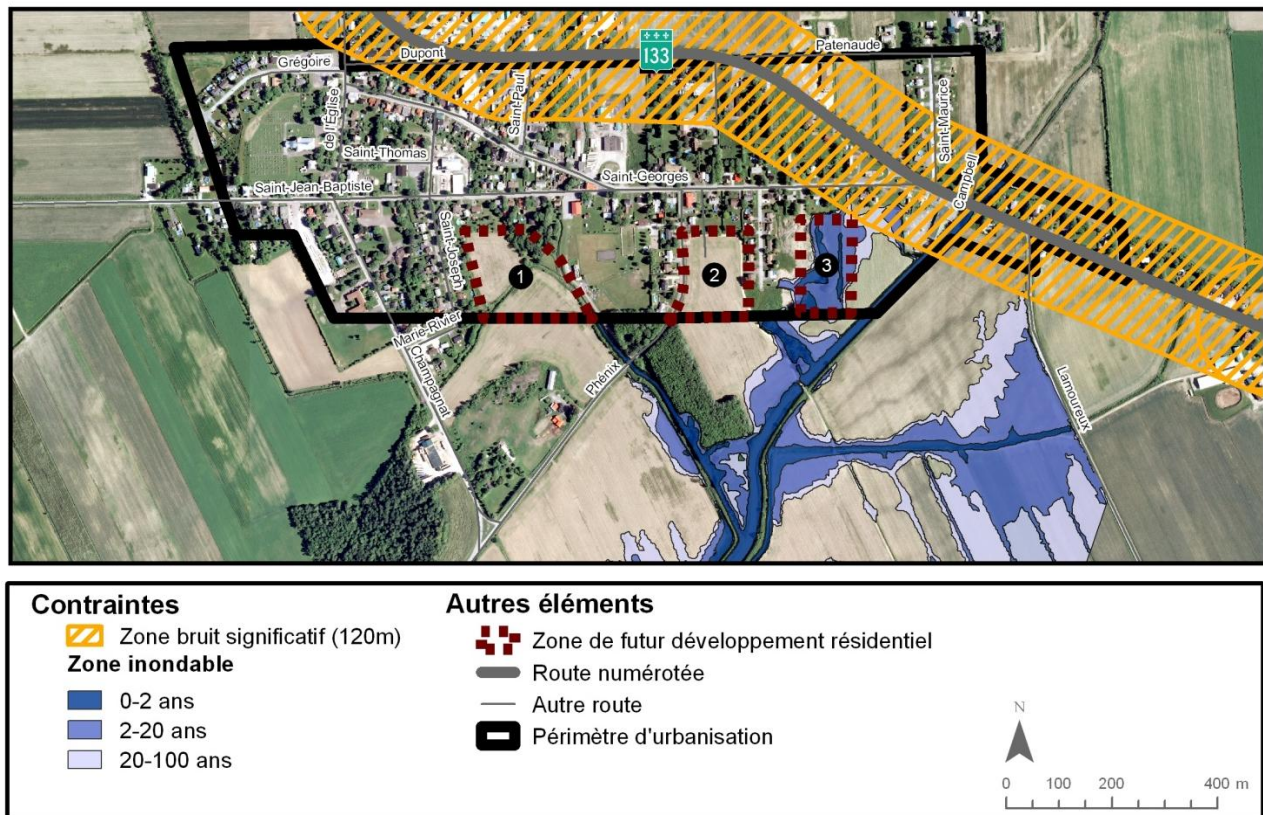 133
Patenaude
Dupont
Grégoire
de l'Église
Saint-Paul
Saint-Maurice
Saint-Thomas
Saint-Georges
Saint-Jean-Baptiste
Campbell
Saint-Joseph
1
2
3
Marie-Rivier
Champagnat
Phénix
Lamoureux
Contraintes
Zone bruit significatif (120m)
Zone inondable
0-2 ans
2-20 ans
20-100 ans
Autres éléments
Zone de futur développement résidentiel
Route numérotée
Autre route
Périmètre d'urbanisation
N
0 100 200 400 m